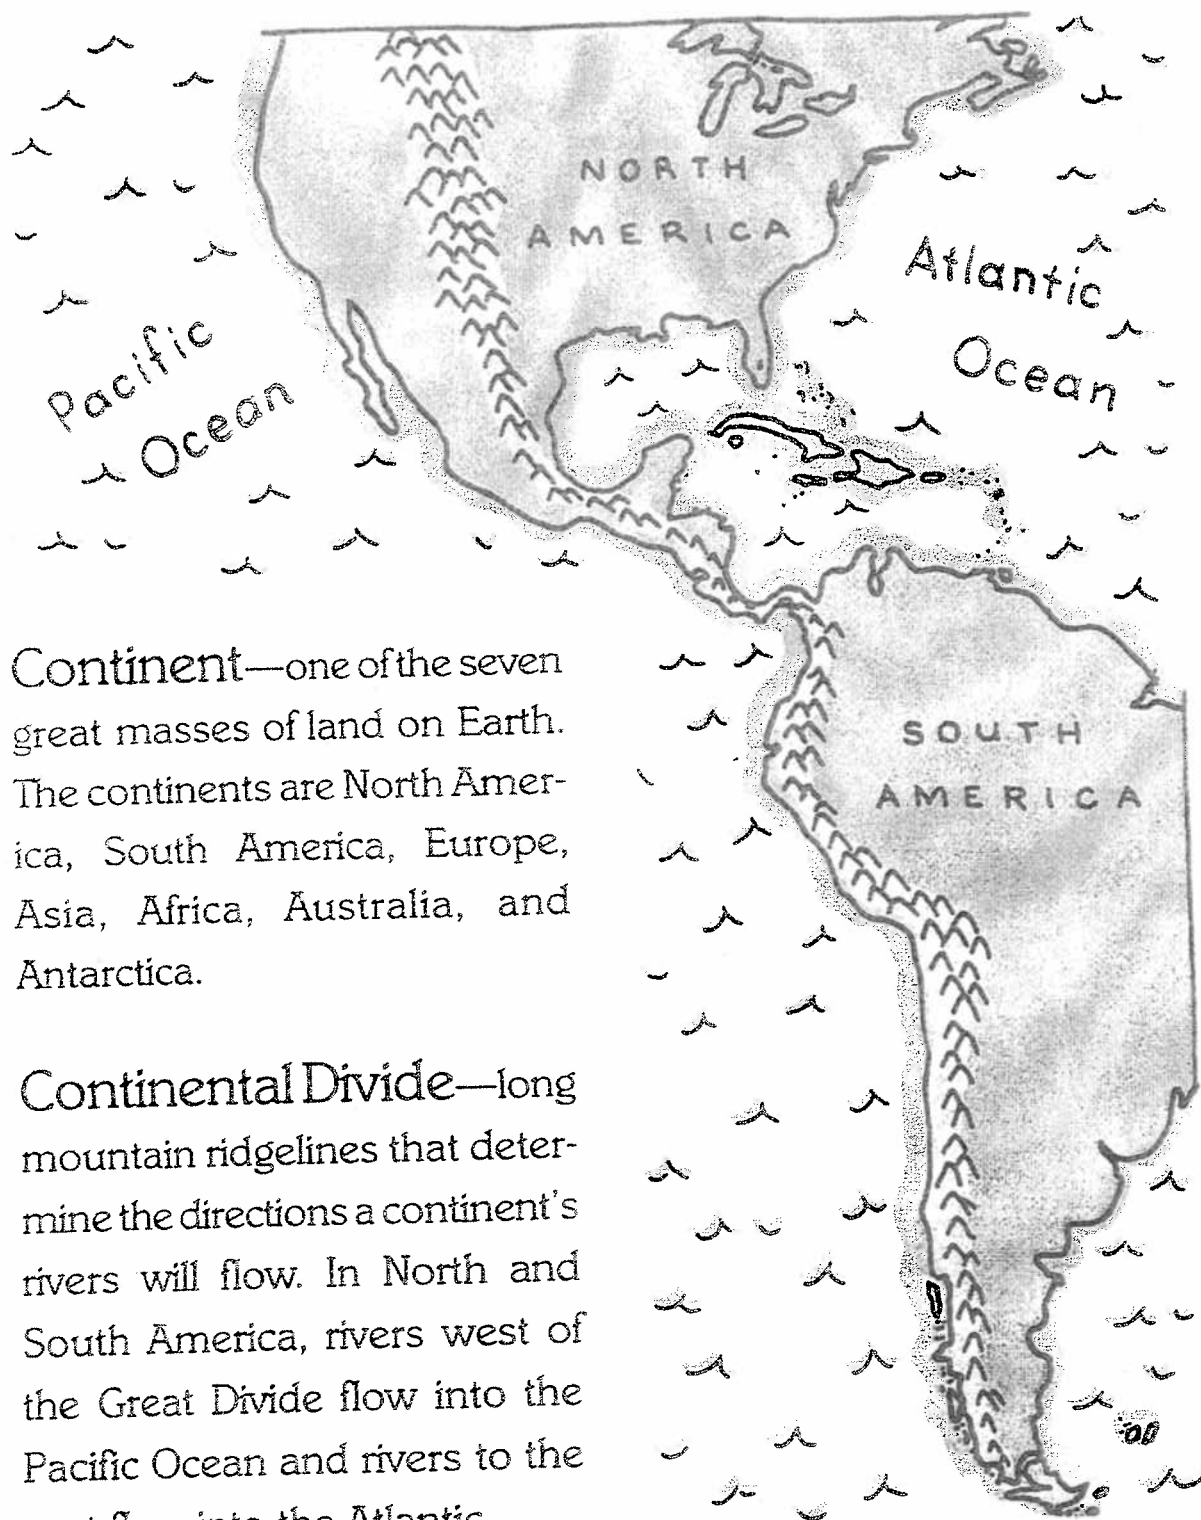 NORTH
AMERICA
Atlantic
Ocean
Pacific
Ocean
Continent—one of the seven
great masses of land on Earth.
The continents are North Amer-
ica, South America, Europe,
Asia, Africa, Australia, and
Antarctica.
SOUTH
AMERICA
Continental Divide—long
mountain ridgelines that deter-
mine the directions a continent's
rivers will flow. In North and
South America, rivers west of
the Great Divide flow into the
Pacific Ocean and rivers to the
into the Atlantic